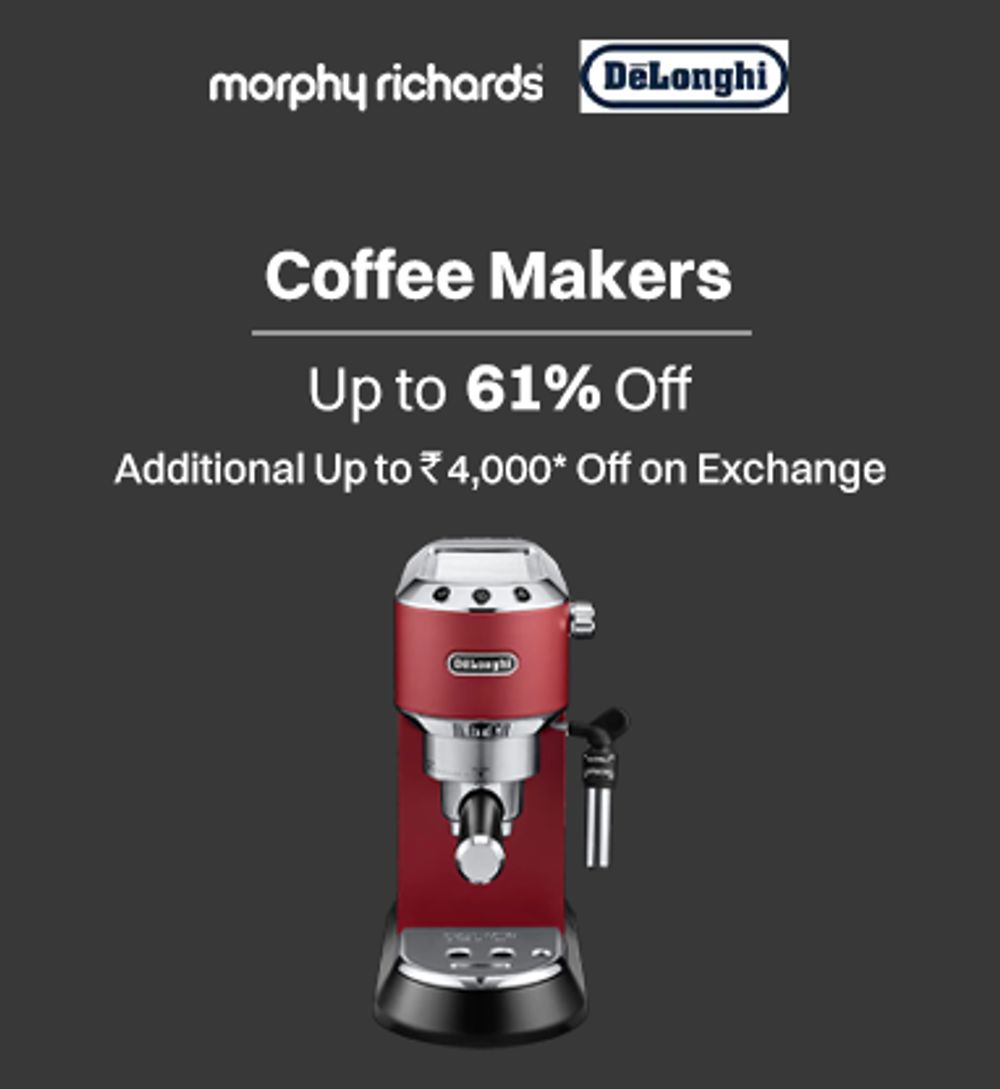 morphy richards
DēLonghi
Coffee Makers
Up to 61% Off
Additional Up to ₹4,000* Off on Exchange
DēLonghi